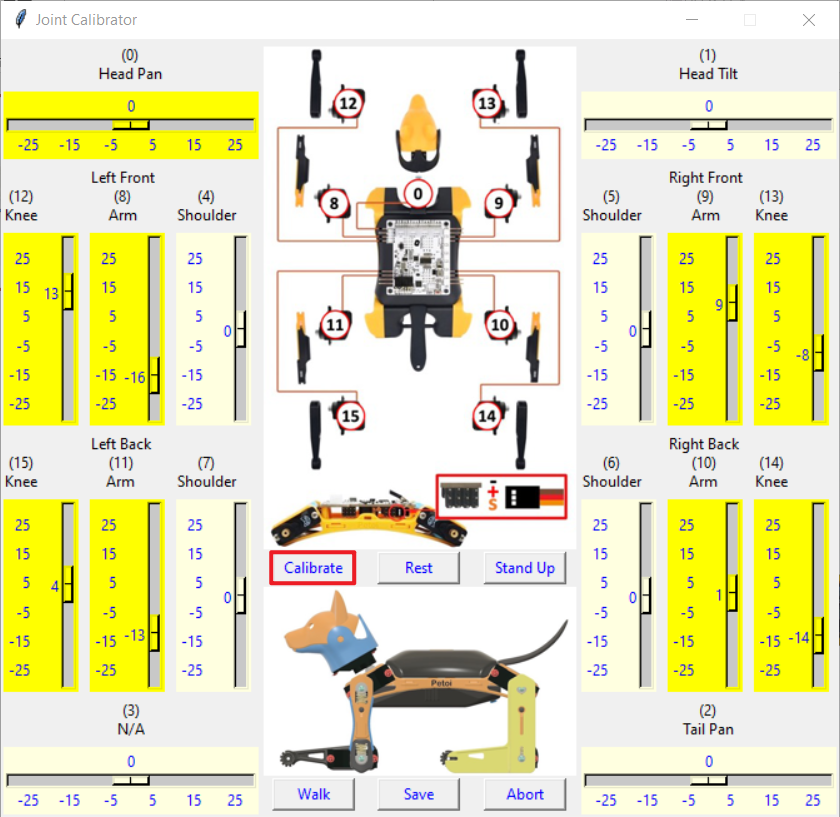 Joint Calibrator
(0)
Head Pan
0
-25 -15 -5 5 15 25
(1)
Head Tilt
0
-25 -15 -5 5 15 25
Left Front
(12) (8) (4)
Knee Arm Shoulder
25 25 25
15 15 15
13
5 5 5
0
-5 -5 -5
-15 -15 -15
-16
-25 -25 -25
Right Front
(5) (9) (13)
Shoulder Arm Knee
25 25 25
15 15 15
9
5 5 5
0
-5 -5 -5
-8
-15 -15 -15
-25 -25 -25
12 13
0
8 9
11 10
15 14
Left Back
(15) (11) (7)
Knee Arm Shoulder
25 25 25
15 15 15
5 5 5
4
0
-5 -5 -5
-13
-15 -15 -15
-25 -25 -25
Right Back
(6) (10) (14)
Shoulder Arm Knee
25 25 25
15 15 15
5 5 5
0 1
-5 -5 -5
-14
-15 -15 -15
-25 -25 -25
-
+
S
Calibrate Rest Stand Up
Petoi
(3)
N/A
0
-25 -15 -5 5 15 25
(2)
Tail Pan
0
-25 -15 -5 5 15 25
Walk Save Abort